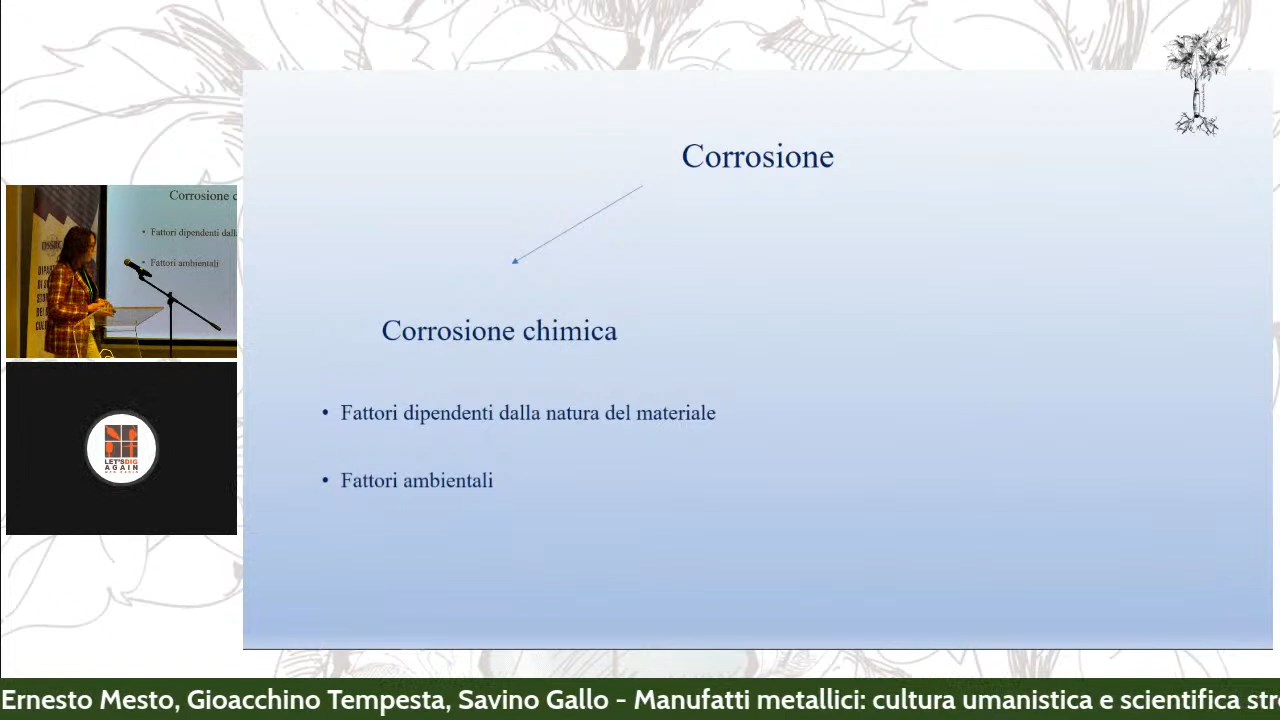 Corrosione
Corrosione chimica
• Fattori dipendenti dalla natura del materiale
• Fattori ambientali
Corrosione c
• Fattori dipendenti dall
• Fattori ambientali
LET'S DIG
AGAIN
Ernesto Mesto, Gioacchino Tempesta, Savino Gallo - Manufatti metallici: cultura umanistica e scientifica str